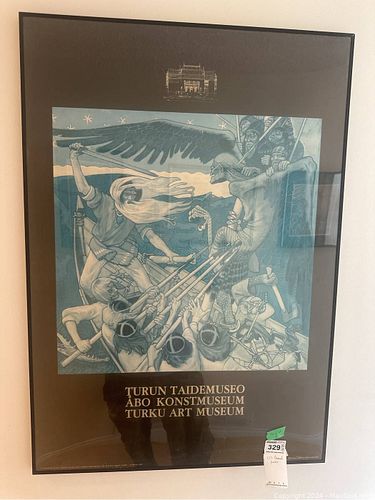 TURUN TAIDEMUSEO
ÅBO KONSTMUSEUM
TURKU ART MUSEUM
329